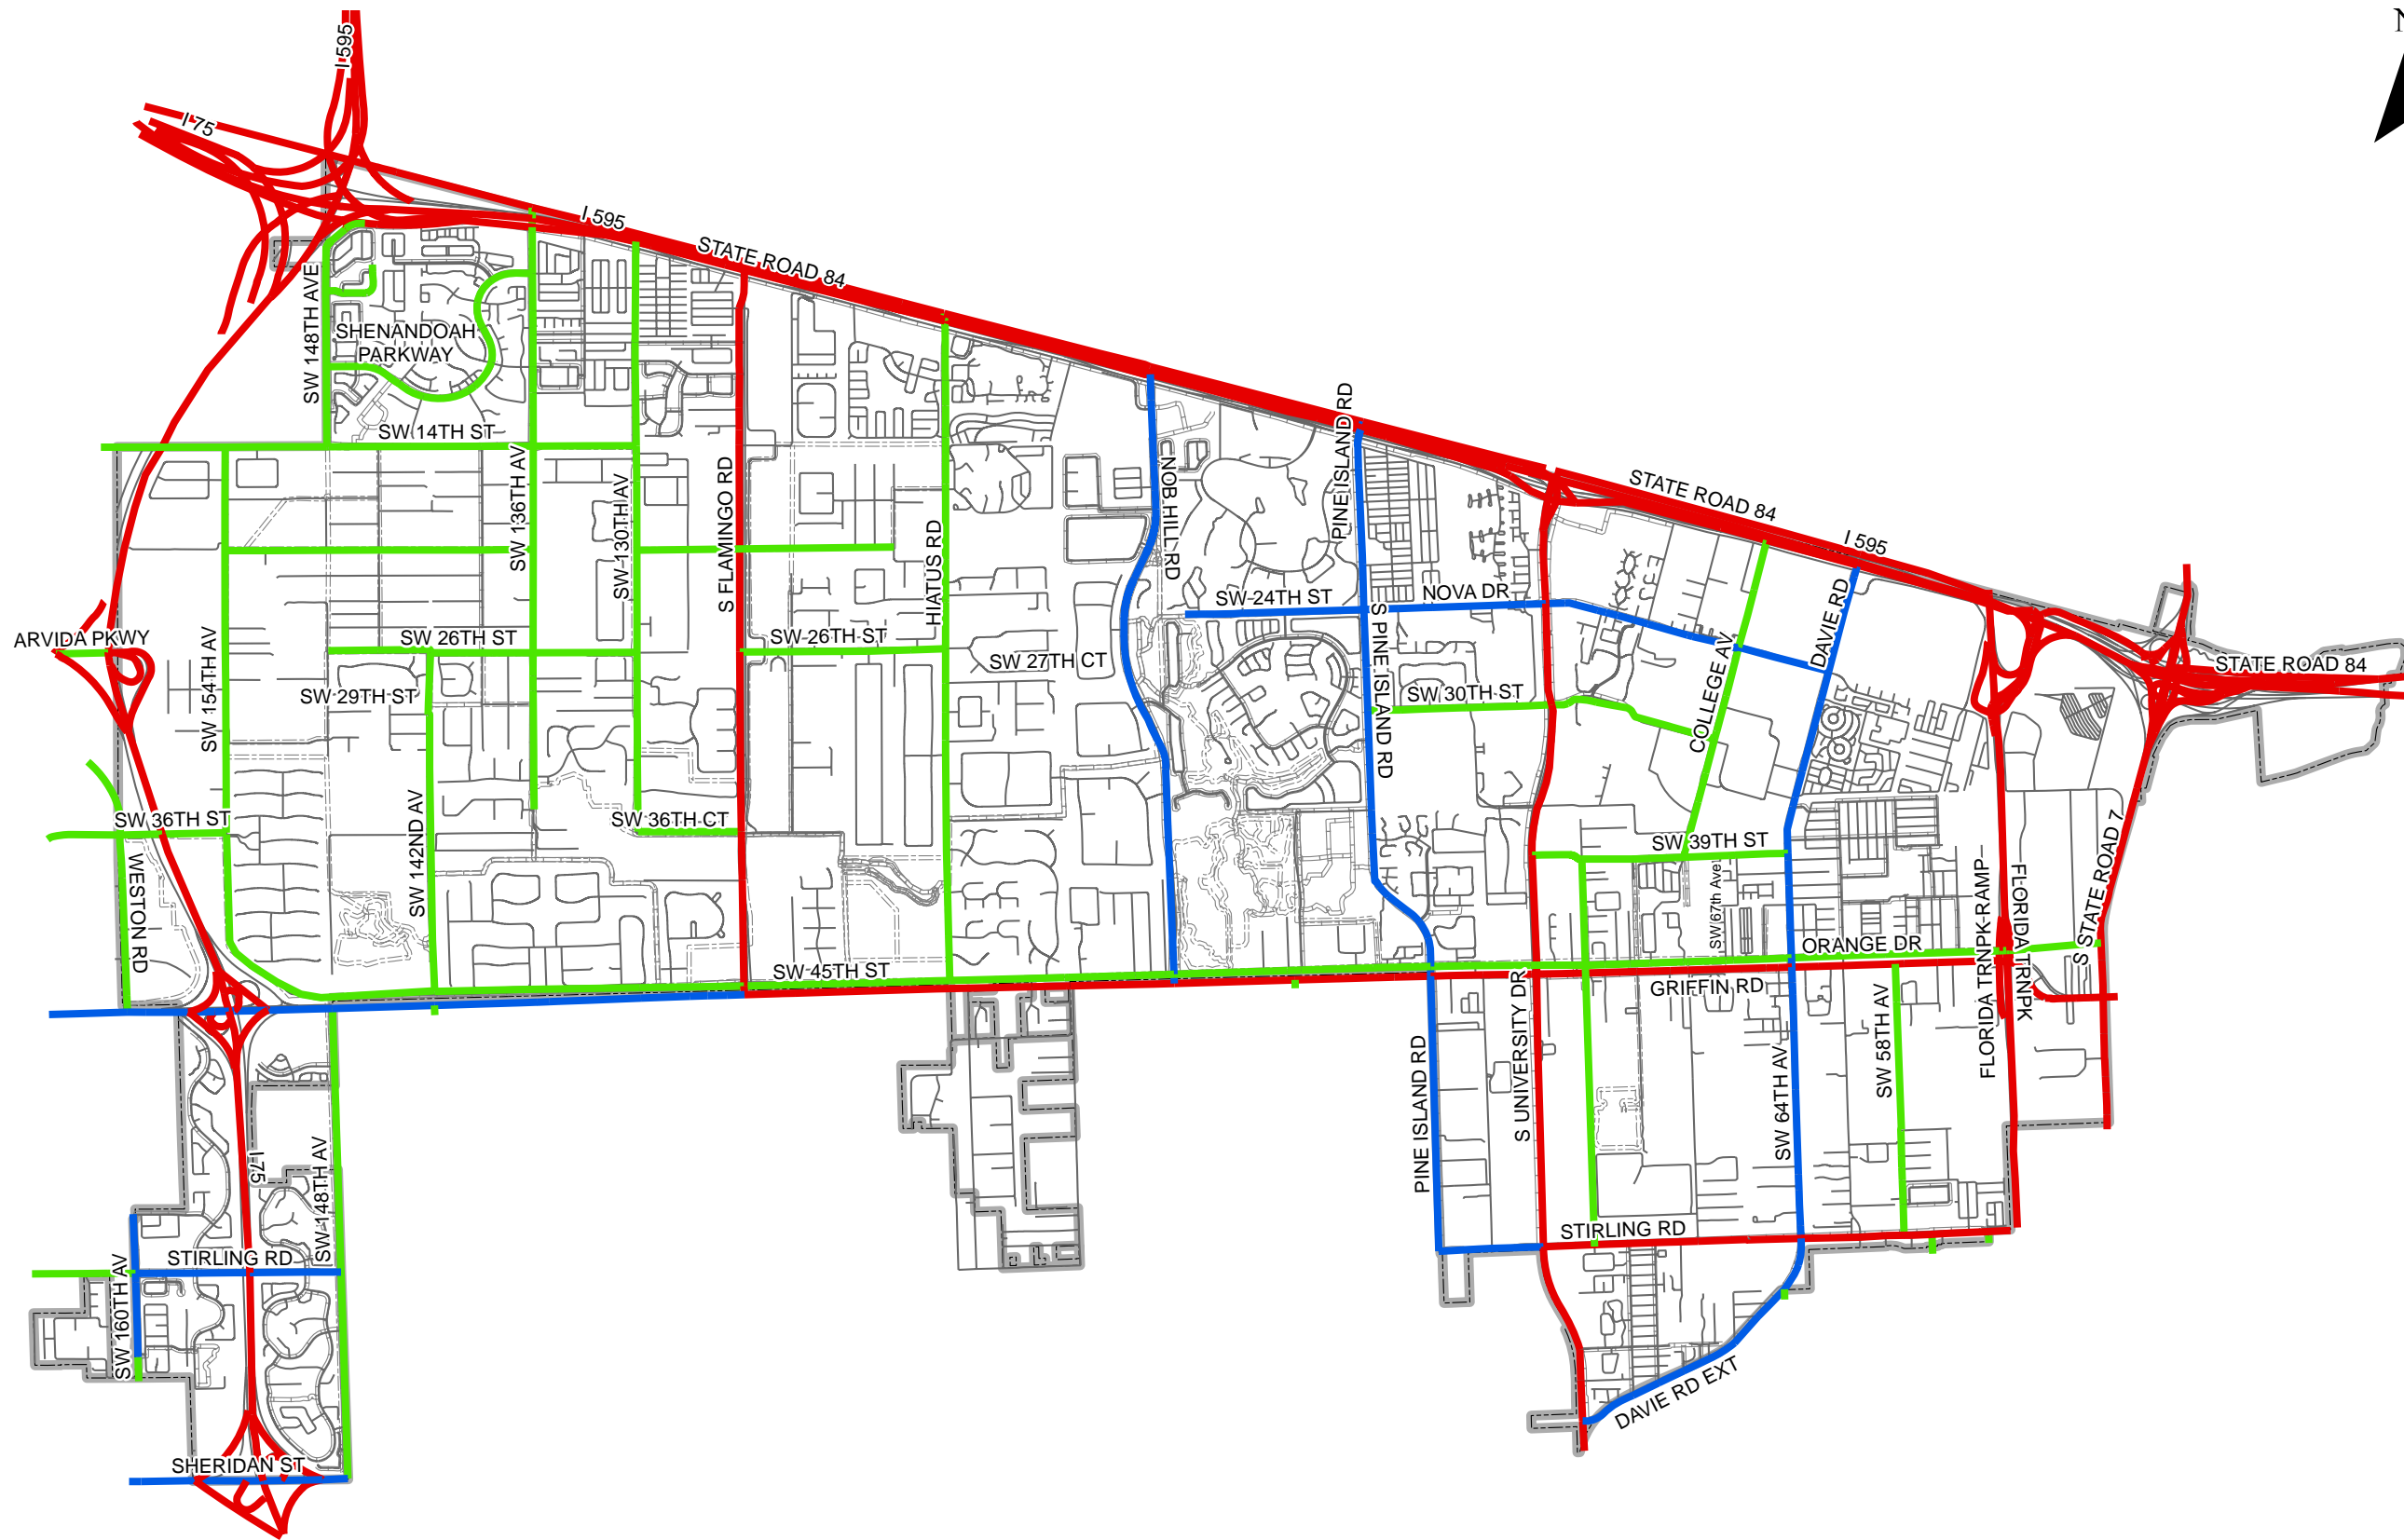 N
I 595
I 75
I 595
STATE ROAD 84
SW 148TH AVE
SHENANDOAH
PARKWAY
SW 14TH ST
PINE ISLAND RD
SW 136TH AV
SW 130TH AV
S FLAMINGO RD
NOB HILL RD
STATE ROAD 84
I 595
HIATUS RD
SW 24TH ST
NOVA DR
DAVIE RD
ARVIDA PKWY
SW 154TH AV
SW 26TH ST
SW 26TH ST
SW 27TH CT
S PINE ISLAND RD
COLLEGE AV
STATE ROAD 84
SW 29TH ST
SW 30TH ST
SW 36TH ST
SW 142ND AV
SW 36TH CT
SW 39TH ST
SW 67th Ave
WESTON RD
S STATE ROAD 7
FLORIDA TRNPK-RAMP
FLORIDA TRNPK
SW 45TH ST
ORANGE DR
GRIFFIN RD
S UNIVERSITY DR
PINE ISLAND RD
SW 64TH AV
SW 58TH AV
I 75
SW 148TH AV
STIRLING RD
STIRLING RD
SW 160TH AV
DAVIE RD EXT
SHERIDAN ST